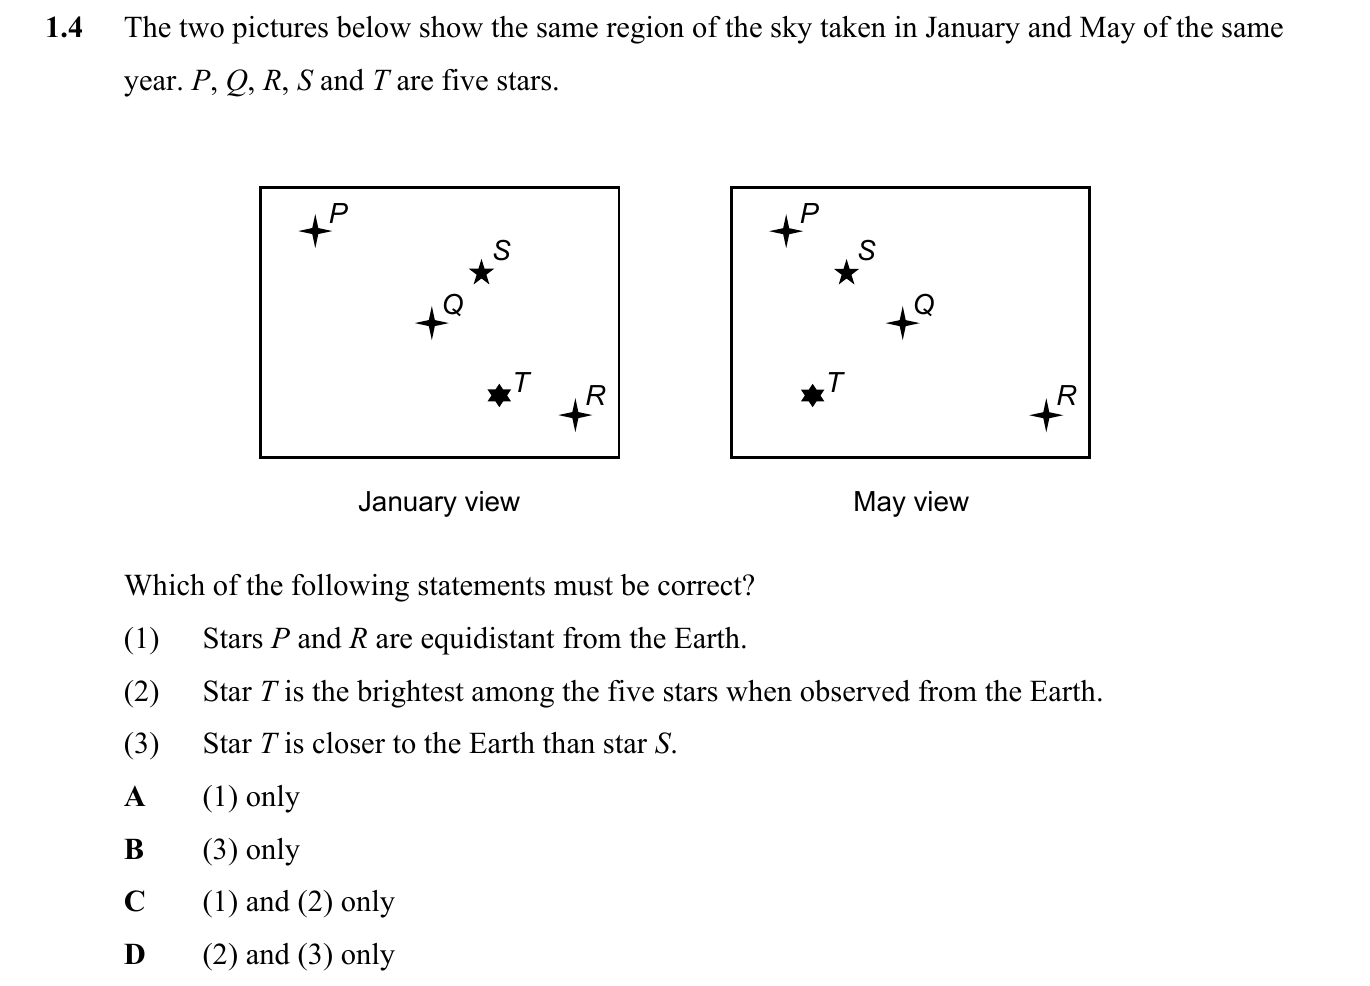 1.4 The two pictures below show the same region of the sky taken in January and May of the same
year. P, Q, R, S and T are five stars.
P
S
Q
T
R
P
S
Q
T
R
January view
May view
Which of the following statements must be correct?
(1) Stars P and R are equidistant from the Earth.
(2) Star T is the brightest among the five stars when observed from the Earth.
(3) Star T is closer to the Earth than star S.
A (1) only
B (3) only
C (1) and (2) only
D (2) and (3) only